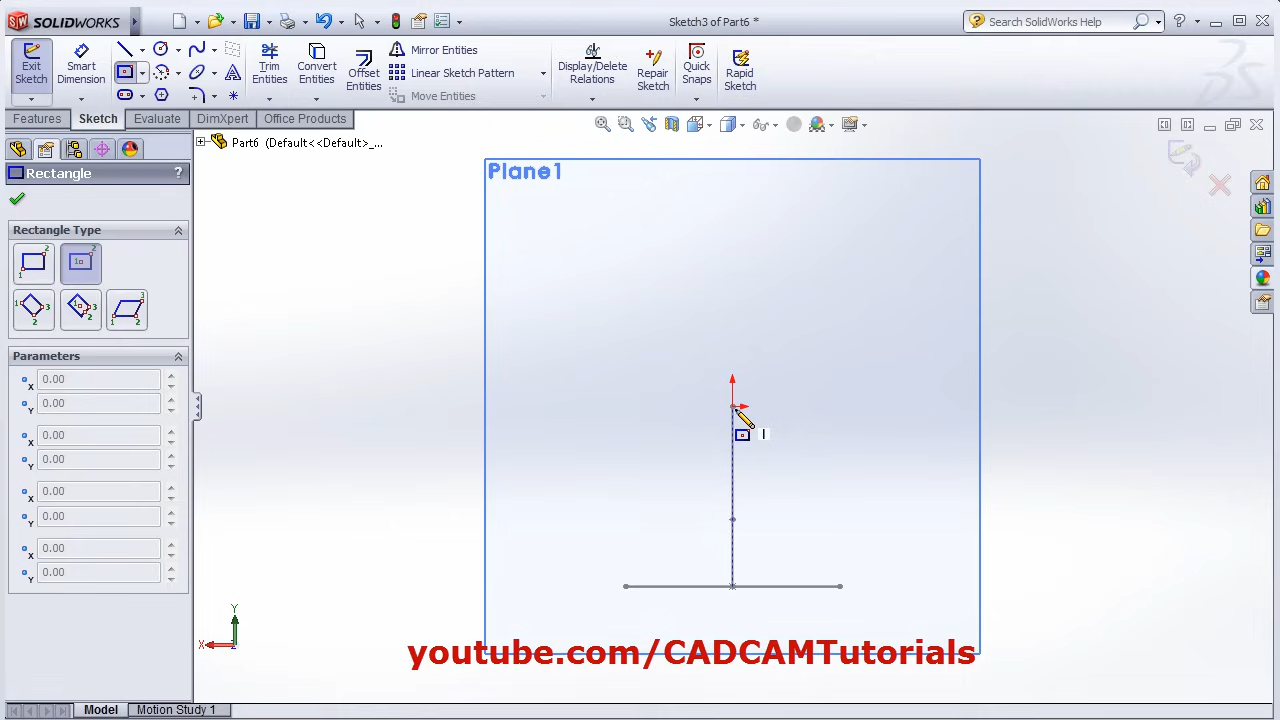 SOLIDWORKS
Sketch3 of Part6 *
Search SolidWorks Help
Exit Sketch
Smart Dimension
Trim Entities
Convert Entities
Offset Entities
Mirror Entities
Linear Sketch Pattern
Move Entities
Display/Delete Relations
Repair Sketch
Quick Snaps
Rapid Sketch
Features
Sketch
Evaluate
DimXpert
Office Products
Part6 (Default<<Default>_...
Rectangle
?
Rectangle Type
Parameters
X 0.00
Y 0.00
X 0.00
Y 0.00
X 0.00
Y 0.00
X 0.00
Y 0.00
Plane1
Y
X
youtube.com/CADCAMTutorials
Model
Motion Study 1